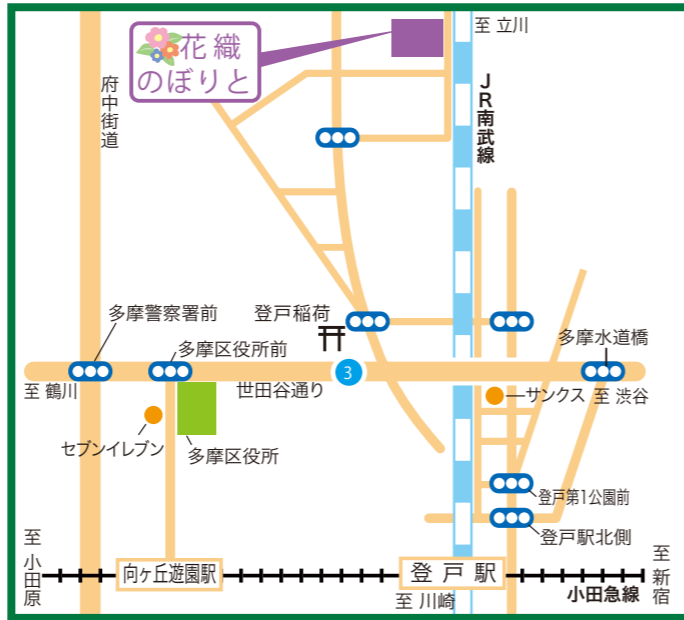 花織
のぼりと
至 立川
府中街道
JR南武線
多摩警察署前
登戸稲荷
多摩水道橋
多摩区役所前
3
至 鶴川
世田谷通り
サンクス
至 渋谷
セブンイレブン
多摩区役所
登戸第1公園前
登戸駅北側
至 小田原
向ヶ丘遊園駅
登戸駅
至 新宿
至 川崎
小田急線